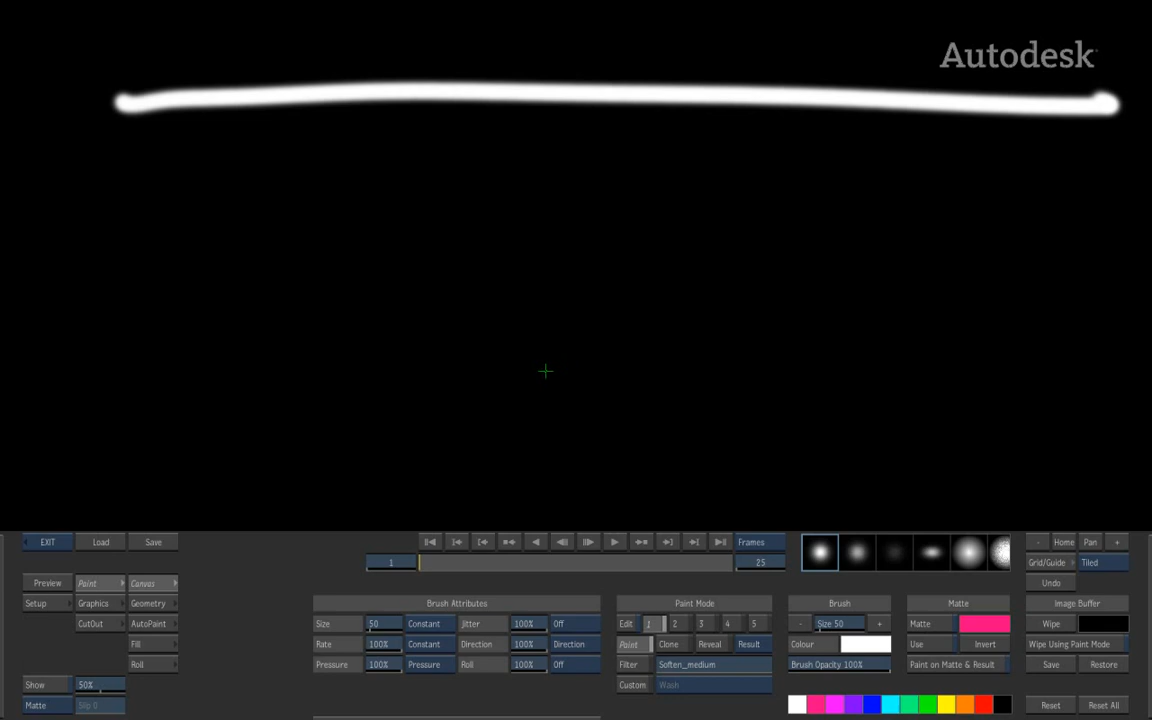 Autodesk
EXIT Load Save Frames - Home Pan +
1 25 Grid/Guide Tiled
Preview Paint Canvas Undo
Setup Graphics Geometry Brush Attributes Paint Mode Brush Matte Image Buffer
CutOut AutoPaint Size 50 Constant Jitter 100% Off Edit 1 2 3 4 5 - Size 50 + Matte Wipe
Fill Rate 100% Constant Direction 100% Direction Paint Clone Reveal Result Colour Use Invert Wipe Using Paint Mode
Roll Pressure 100% Pressure Roll 100% Off Filter Soften_medium Brush Opacity 100% Paint on Matte & Result Save Restore
Show 50% Custom Wash
Matte Slip 0 Reset Reset All